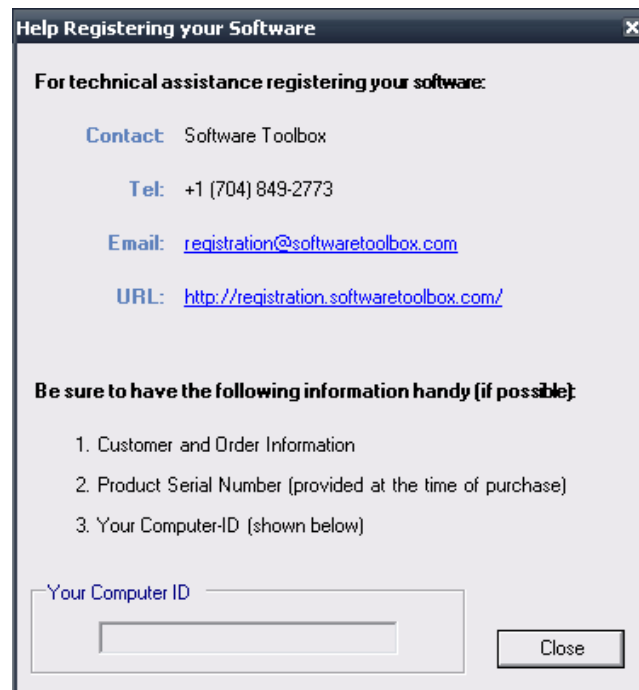 Help Registering your Software
For technical assistance registering your software:
Contact: Software Toolbox
Tel: +1 (704) 849-2773
Email: registration@softwaretoolbox.com
URL: http://registration.softwaretoolbox.com/
Be sure to have the following information handy (if possible):
1. Customer and Order Information
2. Product Serial Number (provided at the time of purchase)
3. Your Computer-ID (shown below)
Your Computer ID
Close